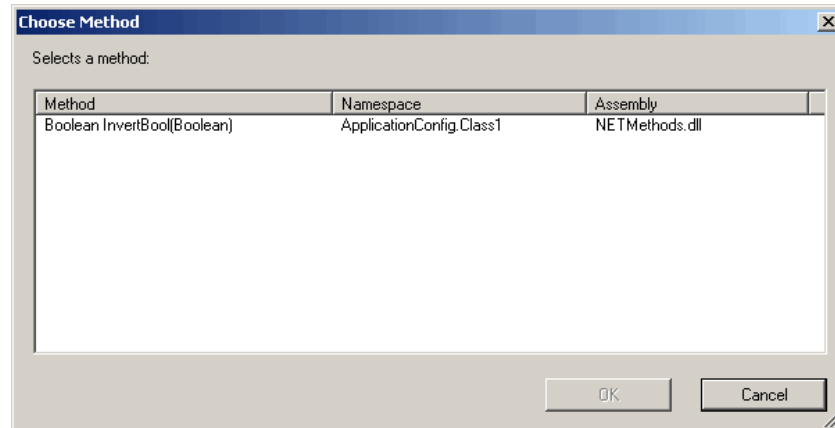 Choose Method
Selects a method:
Method Namespace Assembly
Boolean InvertBool(Boolean) ApplicationConfig.Class1 NETMethods.dll
OK Cancel